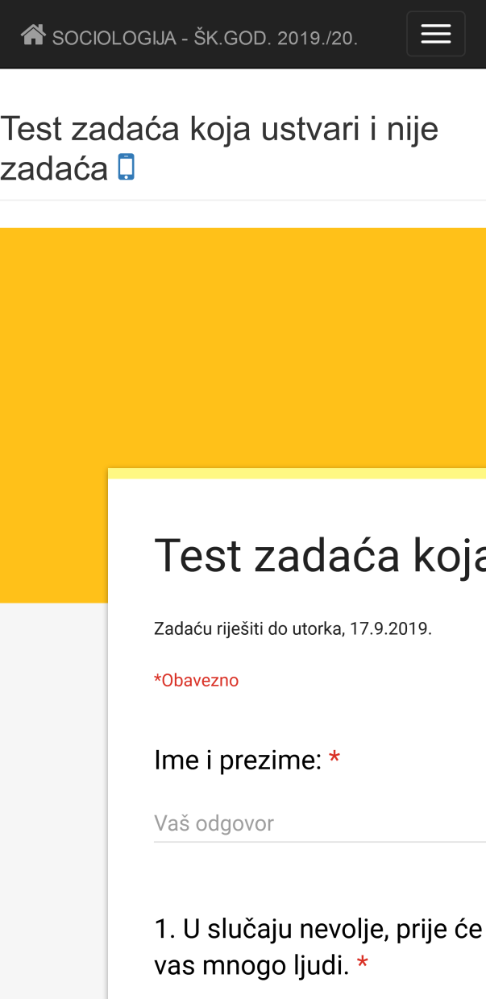 SOCIOLOGIJA - ŠK.GOD. 2019./20.
Test zadaća koja ustvari i nije
zadaća
Test zadaća koja
Zadaću riješiti do utorka, 17.9.2019.
*Obavezno
Ime i prezime: *
Vaš odgovor
1. U slučaju nevolje, prije će
vas mnogo ljudi. *